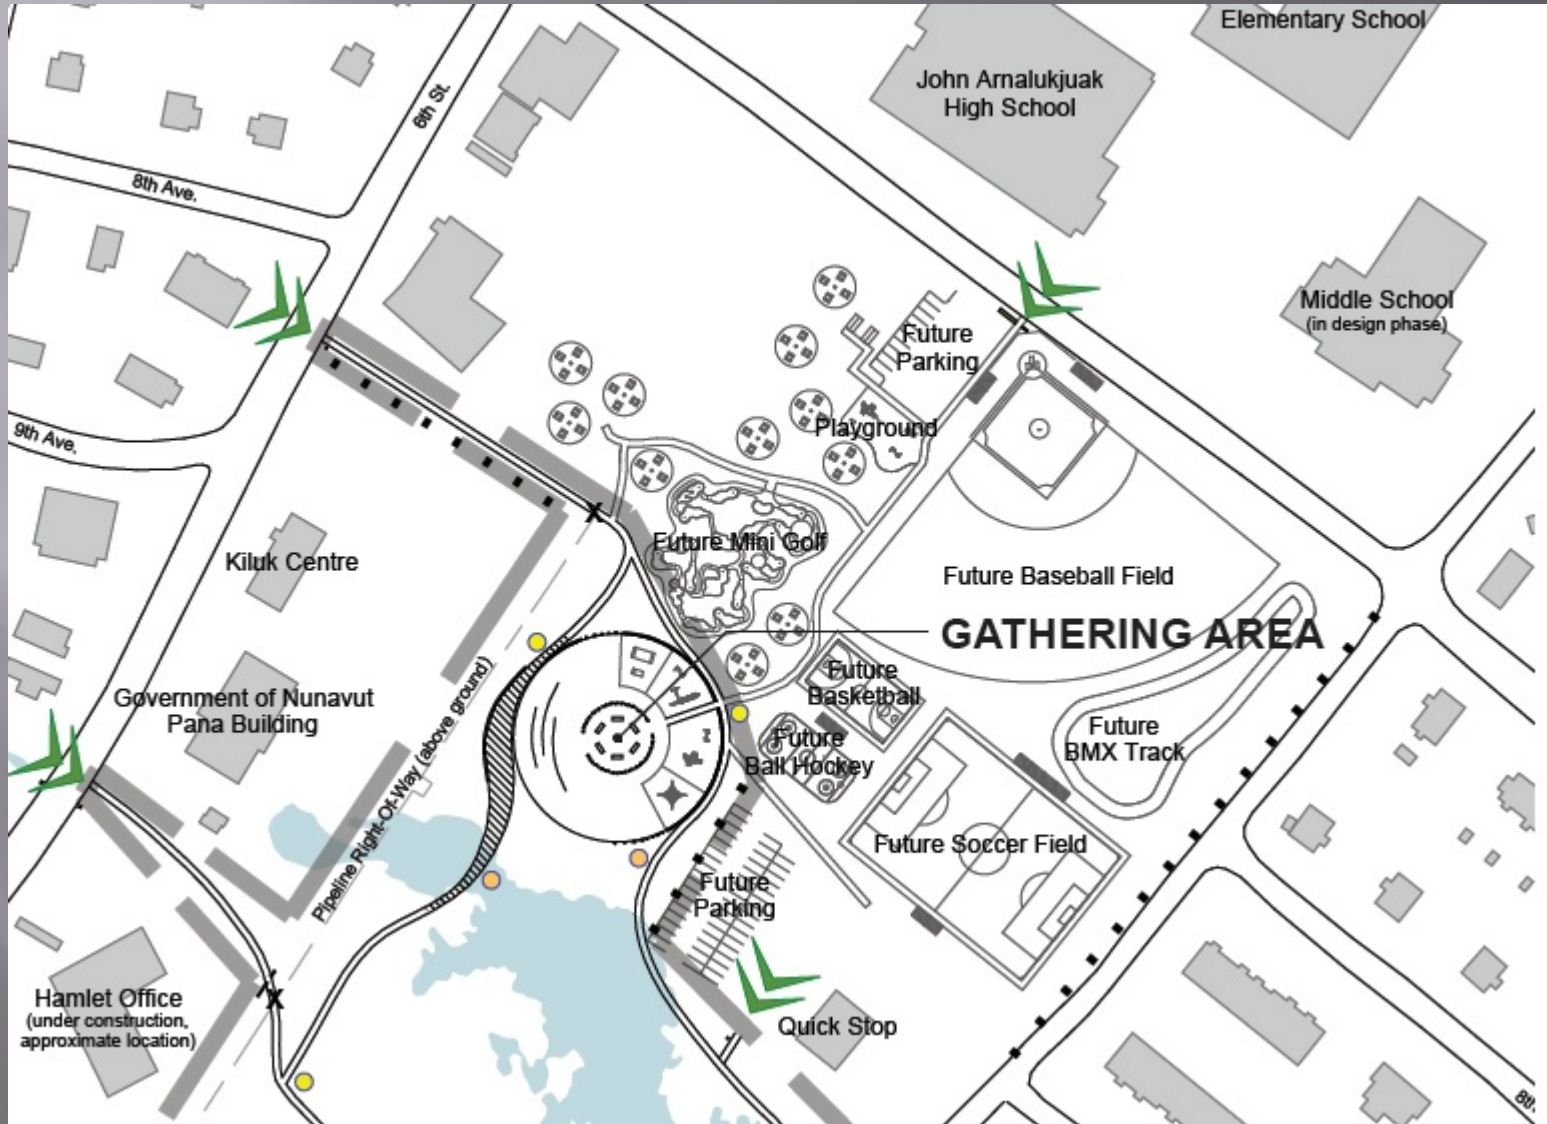 Elementary School
John Arnalukjuak
High School
6th St.
8th Ave.
Middle School
(in design phase)
Future
Parking
Playground
9th Ave.
Future Mini Golf
Kiluk Centre
Future Baseball Field
GATHERING AREA
Future
Basketball
Government of Nunavut
Pana Building
Pipeline Right-Of-Way (above ground)
Future
BMX Track
Future
Ball Hockey
Future Soccer Field
Future
Parking
Hamlet Office
(under construction,
approximate location)
Quick Stop
8th